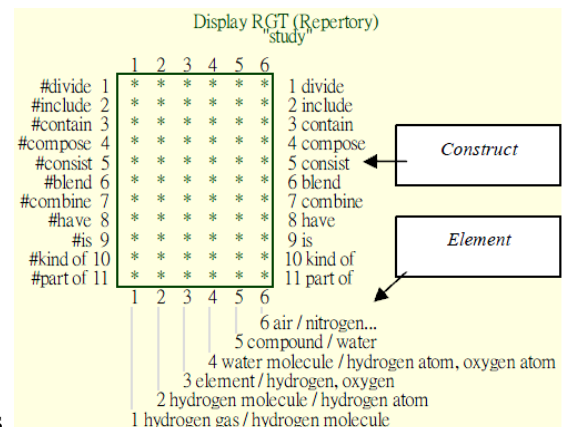 Display RGT (Repertory)
"study"
1 2 3 4 5 6
#divide 1 * * * * * * 1 divide
#include 2 * * * * * * 2 include
#contain 3 * * * * * * 3 contain
#compose 4 * * * * * * 4 compose
#consist 5 * * * * * * 5 consist
#blend 6 * * * * * * 6 blend
#combine 7 * * * * * * 7 combine
#have 8 * * * * * * 8 have
#is 9 * * * * * * 9 is
#kind of 10 * * * * * * 10 kind of
#part of 11 * * * * * * 11 part of
1 2 3 4 5 6
Construct
Element
6 air / nitrogen...
5 compound / water
4 water molecule / hydrogen atom, oxygen atom
3 element / hydrogen, oxygen
2 hydrogen molecule / hydrogen atom
1 hydrogen gas / hydrogen molecule